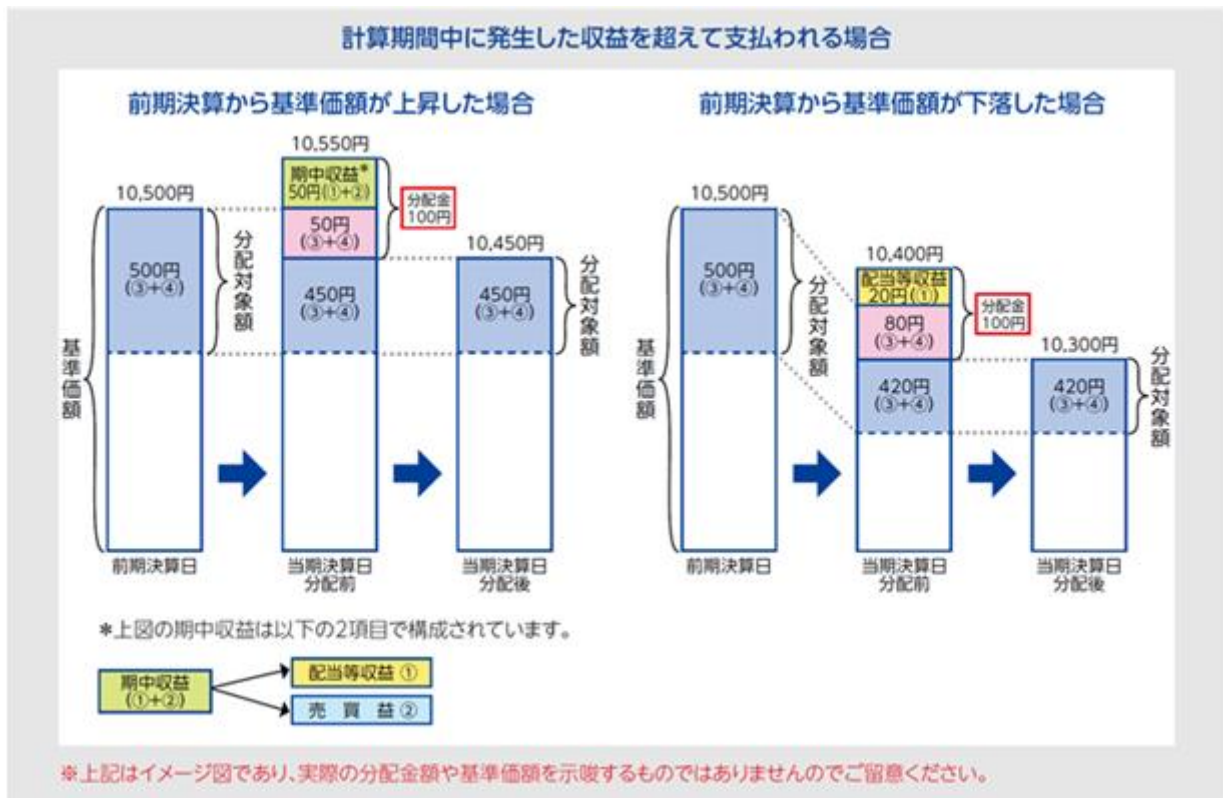 計算期間中に発生した収益を超えて支払われる場合
前期決算から基準価額が上昇した場合
10,500円
500円
(③+④)
分配対象額
基準価額
前期決算日
10,550円
期中収益*
50円(①+②)
50円
(③+④)
分配金
100円
450円
(③+④)
当期決算日
分配前
10,450円
450円
(③+④)
分配対象額
当期決算日
分配後
前期決算から基準価額が下落した場合
10,500円
500円
(③+④)
分配対象額
基準価額
前期決算日
10,400円
配当等収益
20円(①)
80円
(③+④)
分配金
100円
420円
(③+④)
当期決算日
分配前
10,300円
420円
(③+④)
分配対象額
当期決算日
分配後
*上図の期中収益は以下の2項目で構成されています。
期中収益
(①+②)
配当等収益 ①
売 買 益 ②
※上記はイメージ図であり、実際の分配金額や基準価額を示唆するものではありませんのでご留意ください。